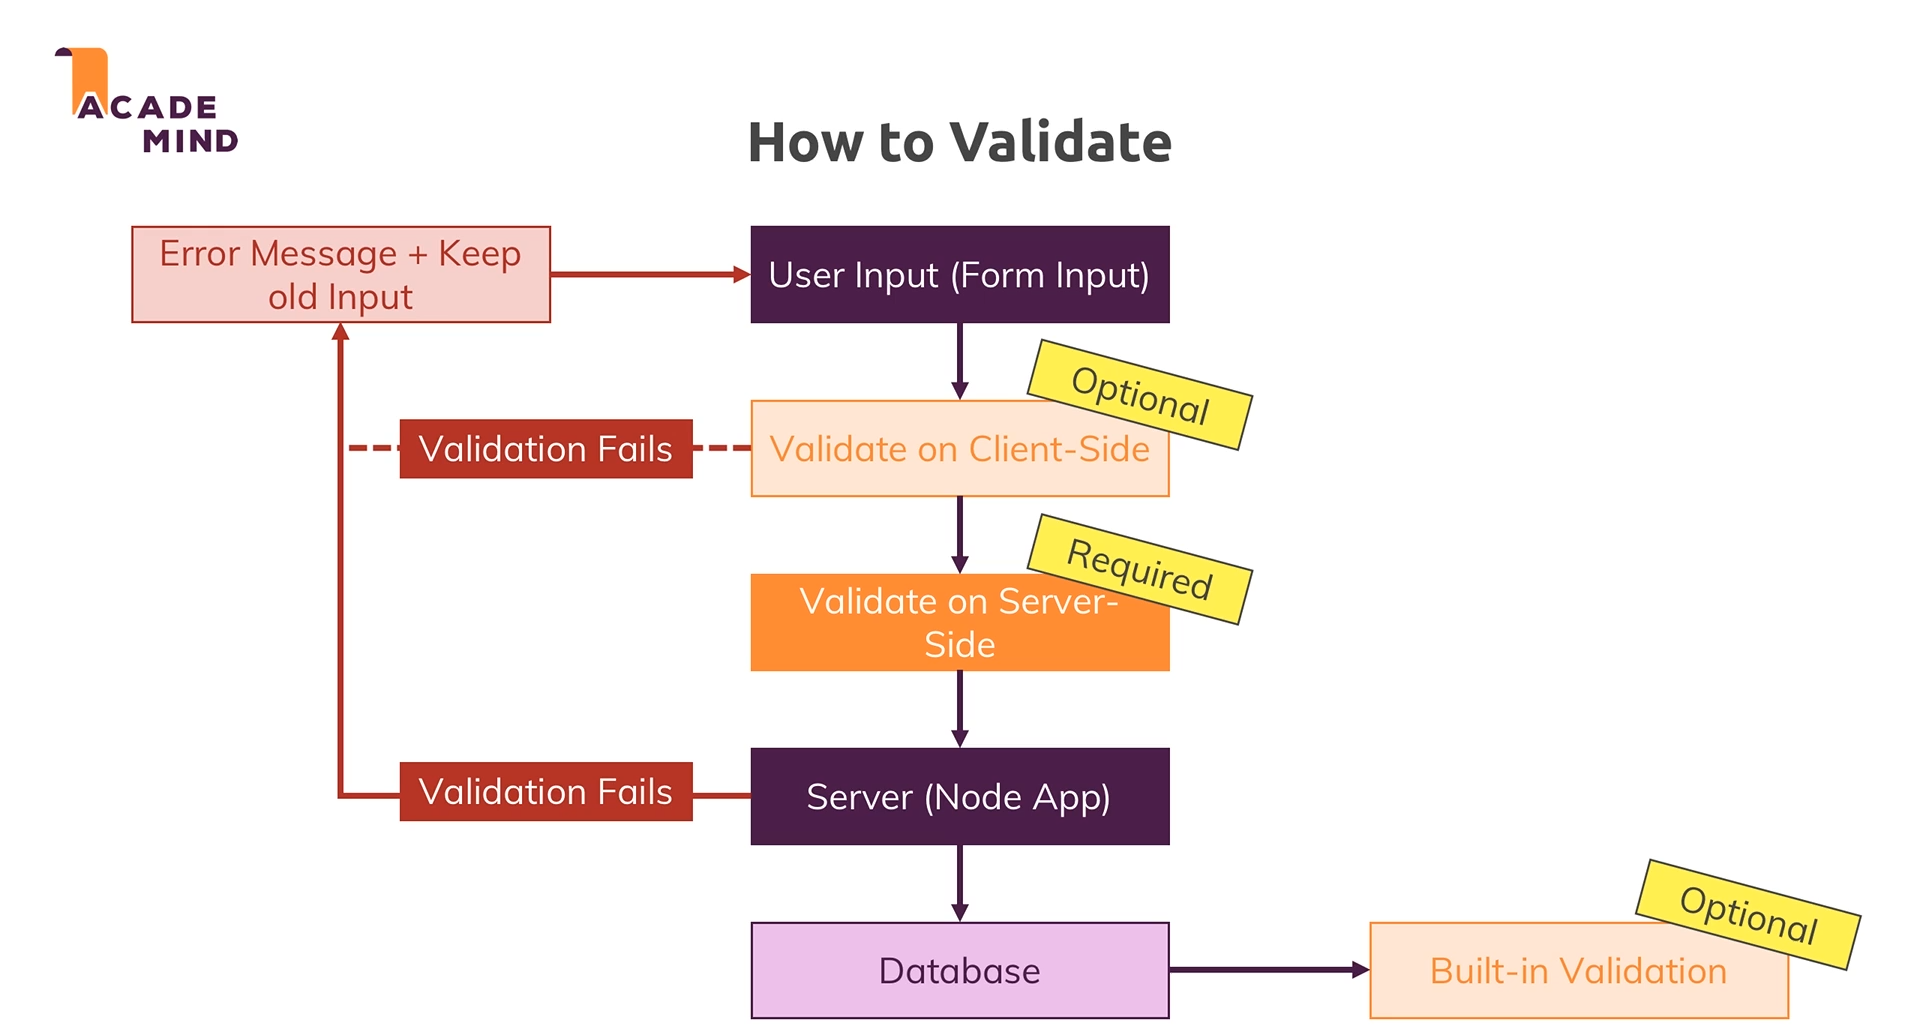 ACADE
MIND
How to Validate
Error Message + Keep
old Input
User Input (Form Input)
Optional
Validation Fails
Validate on Client-Side
Required
Validate on Server-
Side
Validation Fails
Server (Node App)
Optional
Database
Built-in Validation